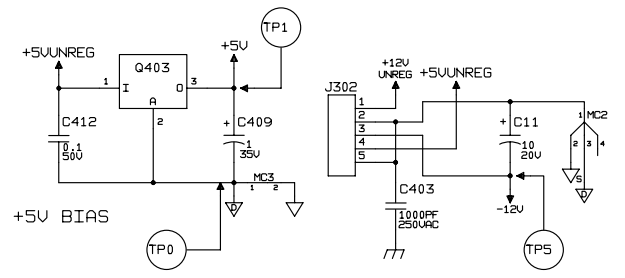 TP1
+5VUNREG
Q403
+5V
1
I
O
3
A
2
C412
0.1
50V
+
C409
1
35V
MC3
1
2
D
+5V BIAS
TP0
+12V
UNREG
+5VUNREG
J302
1
2
3
4
5
+
C11
10
20V
1
MC2
2
3
4
S
D
C403
1000PF
250VAC
-12V
TP5